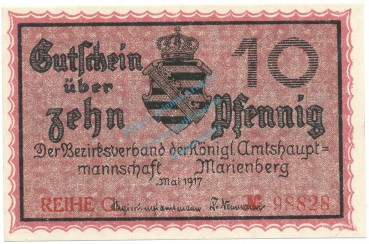 Gutschein
über
zehn Pfennig
10
Der Bezirksverband der Königl. Amtshaupt-
mannschaft Marienberg
Mai 1917
REIHE
98828